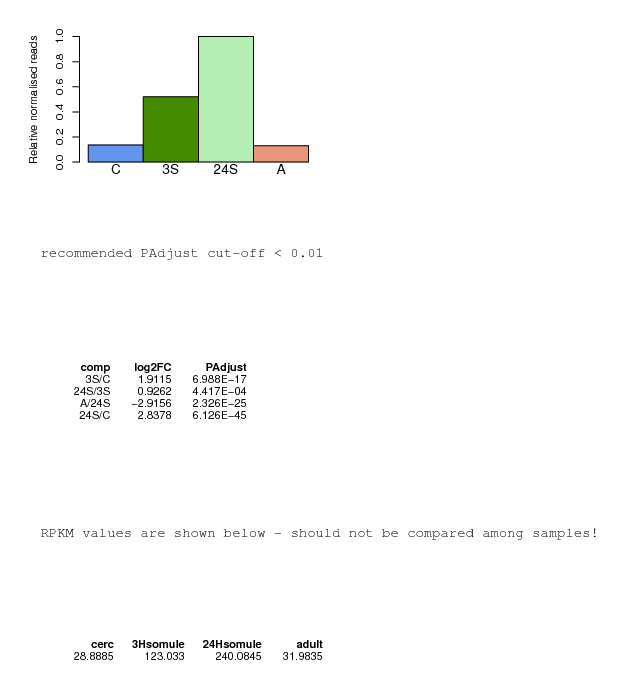 Relative normalised reads
1.0
0.8
0.6
0.4
0.2
0.0
C 3S 24S A
recommended PAdjust cut-off < 0.01
comp log2FC PAdjust
3S/C 1.9115 6.988E−17
24S/3S 0.9262 4.417E−04
A/24S −2.9156 2.326E−25
24S/C 2.8378 6.126E−45
RPKM values are shown below - should not be compared among samples!
cerc 3Hsomule 24Hsomule adult
28.8885 123.033 240.0845 31.9835